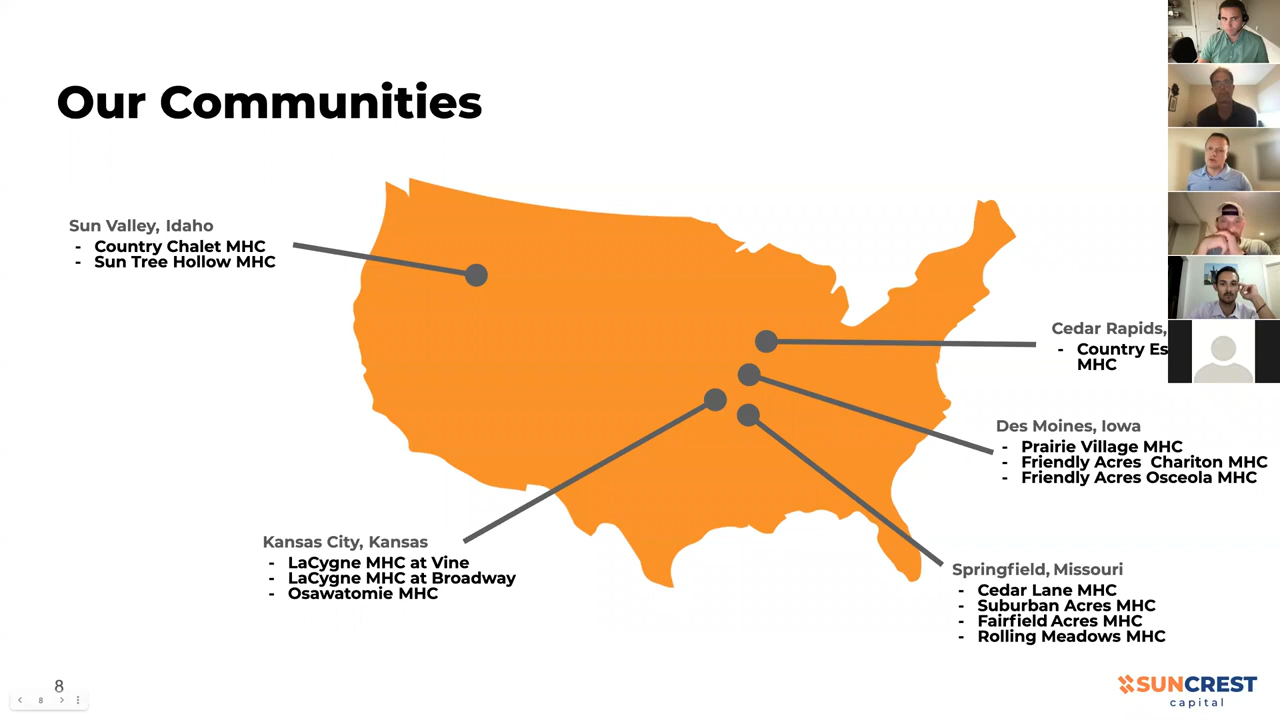 Our Communities
Sun Valley, Idaho
- Country Chalet MHC
- Sun Tree Hollow MHC
Cedar Rapids,
- Country Es
MHC
Des Moines, Iowa
- Prairie Village MHC
- Friendly Acres Chariton MHC
- Friendly Acres Osceola MHC
Kansas City, Kansas
- LaCygne MHC at Vine
- LaCygne MHC at Broadway
- Osawatomie MHC
Springfield, Missouri
- Cedar Lane MHC
- Suburban Acres MHC
- Fairfield Acres MHC
- Rolling Meadows MHC
8
8
SUNCREST
capital